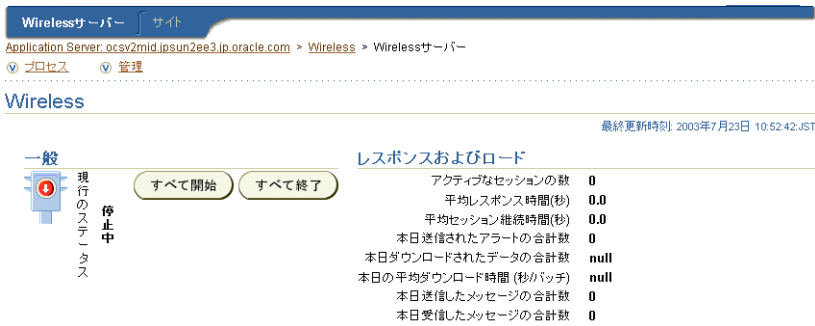 Wirelessサーバー サイト
Application Server: ocsv2mid.jpsun2ee3.jp.oracle.com > Wireless > Wirelessサーバー
プロセス 管理
Wireless
最終更新時刻: 2003年7月23日 10:52:42:JST
一般
現行のステータス
停止中
すべて開始 すべて終了
レスポンスおよびロード
アクティブなセッションの数 0
平均レスポンス時間(秒) 0.0
平均セッション継続時間(秒) 0.0
本日送信されたアラートの合計数 0
本日ダウンロードされたデータの合計数 null
本日の平均ダウンロード時間 (秒/バッチ) null
本日送信したメッセージの合計数 0
本日受信したメッセージの合計数 0